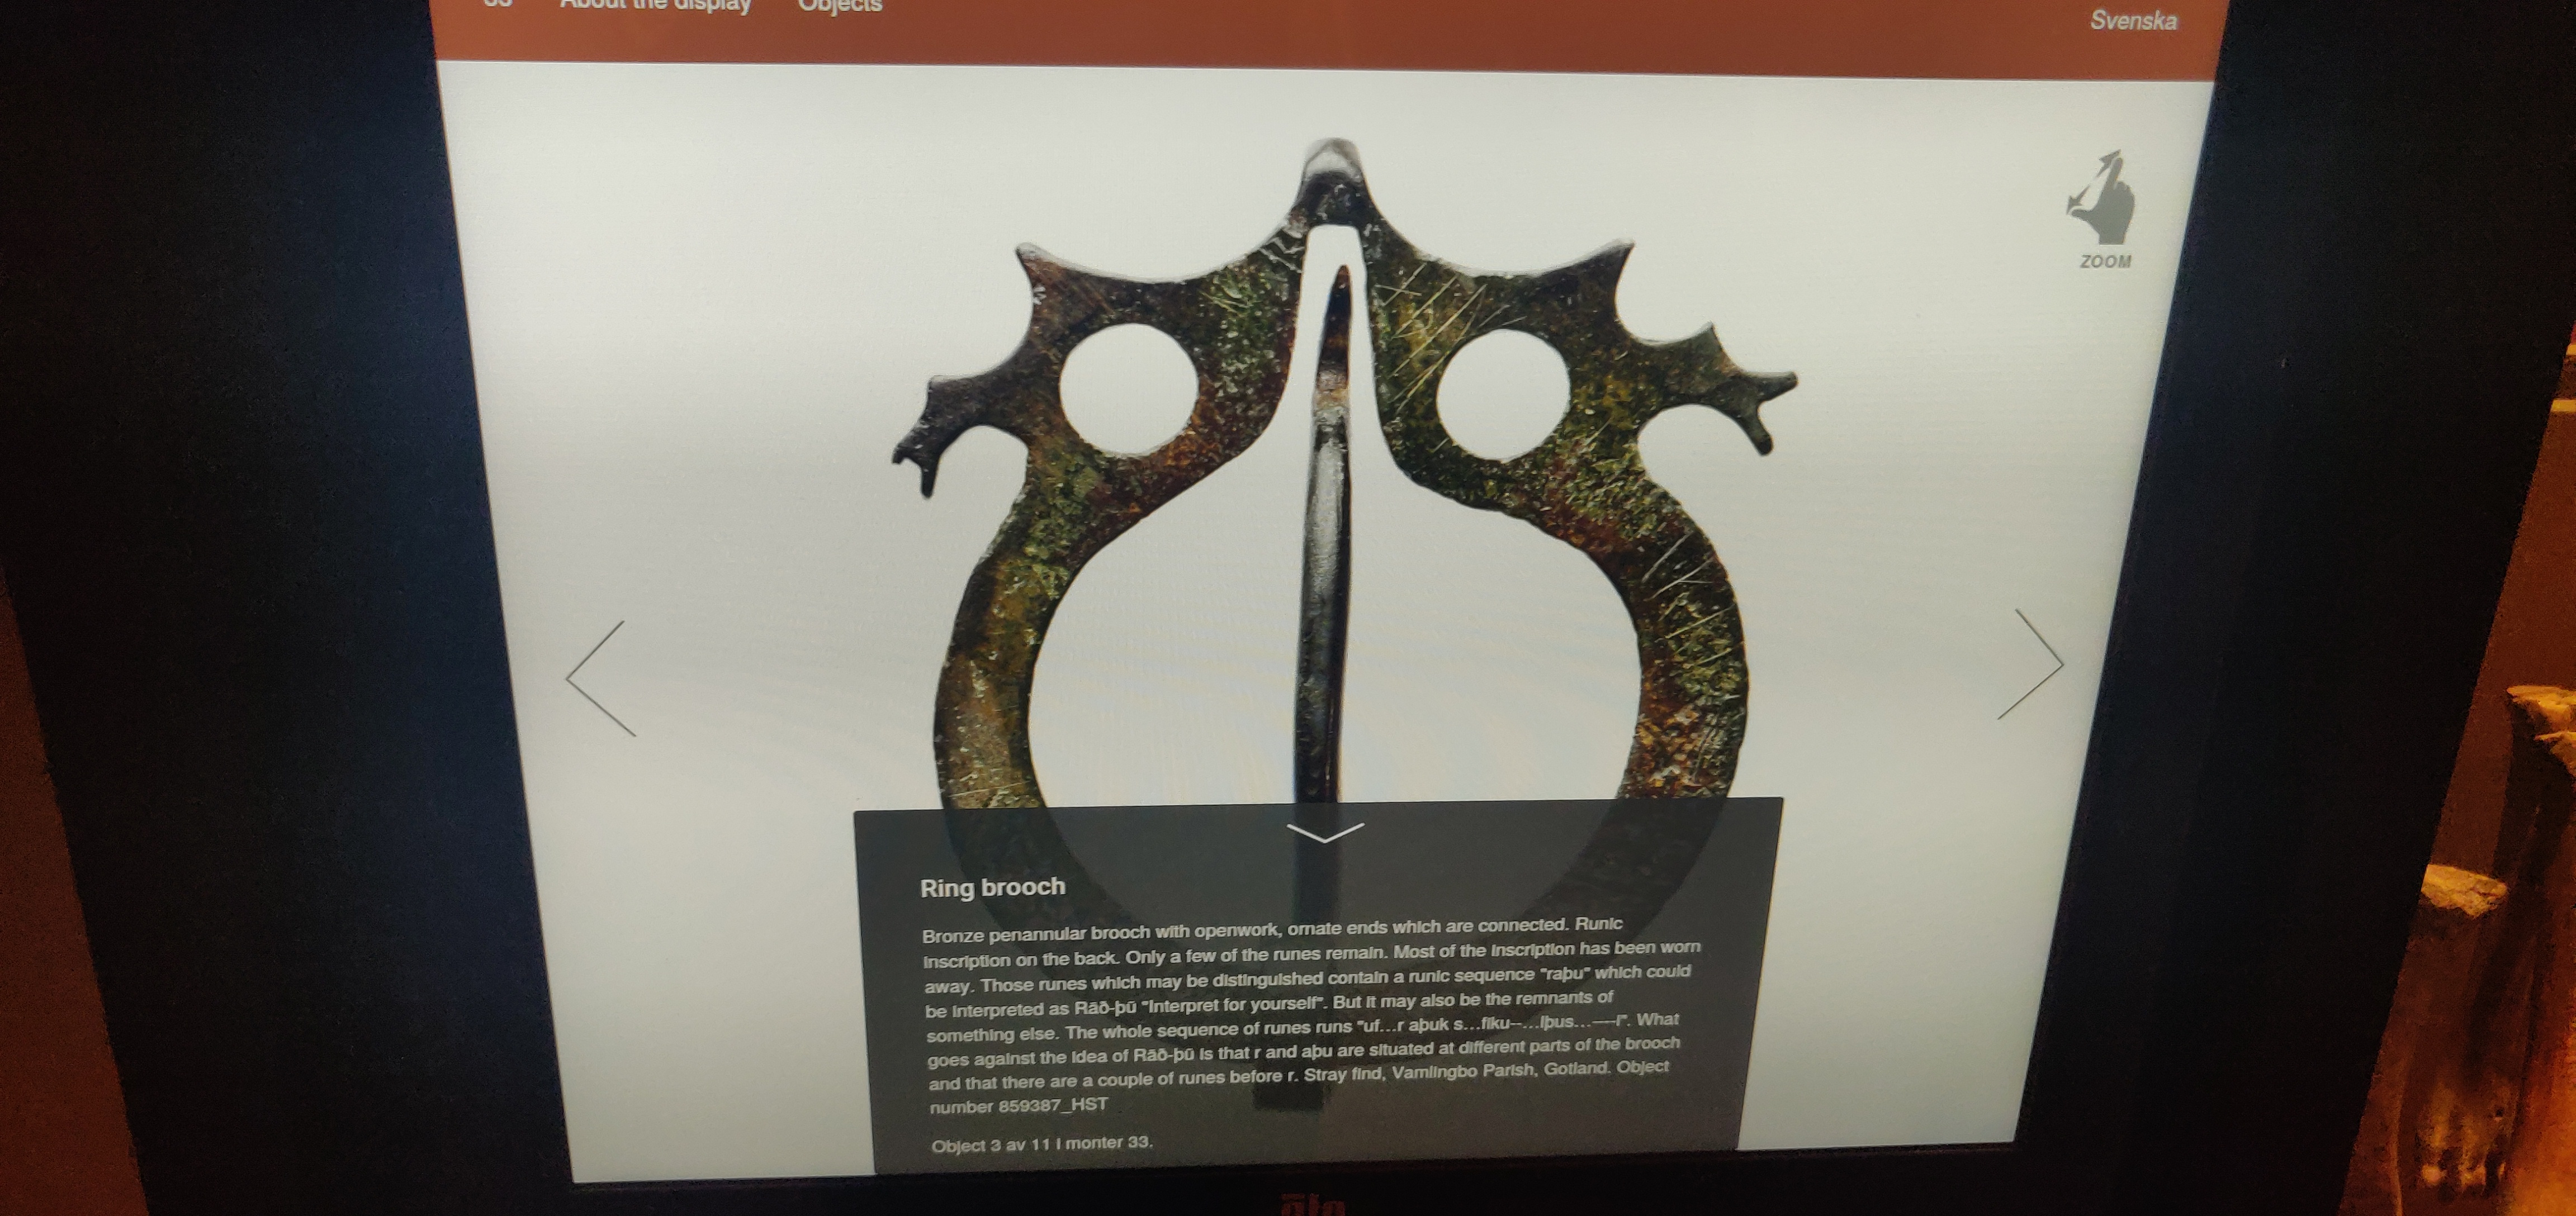 33 About the display Objects
Svenska
ZOOM
Ring brooch
Bronze penannular brooch with openwork, ornate ends which are connected. Runic
inscription on the back. Only a few of the runes remain. Most of the inscription has been worn
away. Those runes which may be distinguished contain a runic sequence "raþu" which could
be interpreted as Rāð-þū "Interpret for yourself". But it may also be the remnants of
something else. The whole sequence of runes runs "uf...r aþuk s...fiku--...iþus...----l". What
goes against the idea of Rāð-þū is that r and aþu are situated at different parts of the brooch
and that there are a couple of runes before r. Stray find, Vamlingbo Parish, Gotland. Object
number 859387_HST
Object 3 av 11 i monter 33.